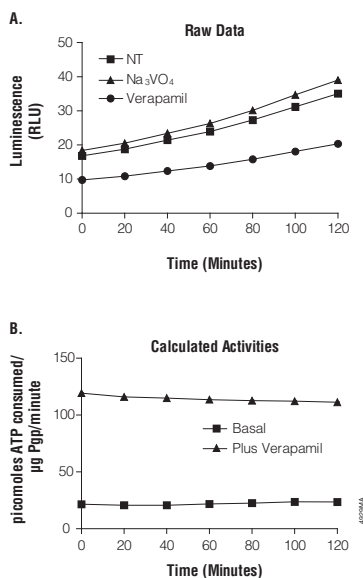 A.
Raw Data
NT
Na₃VO₄
Verapamil
Luminescence
(RLU)
50
40
30
20
10
0
0 20 40 60 80 100 120
Time (Minutes)
B.
Calculated Activities
Basal
Plus Verapamil
picomoles ATP consumed/
µg Pgp/minute
150
100
50
0
0 20 40 60 80 100 120
Time (Minutes)
4929MA